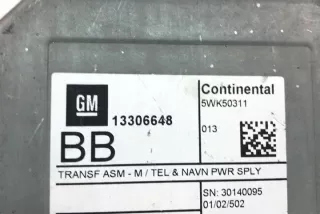 GM
13306648
BB
Continental
5WK50311
013
TRANSF ASM - M / TEL & NAVN PWR SPLY
SN: 30140095
01/02/502